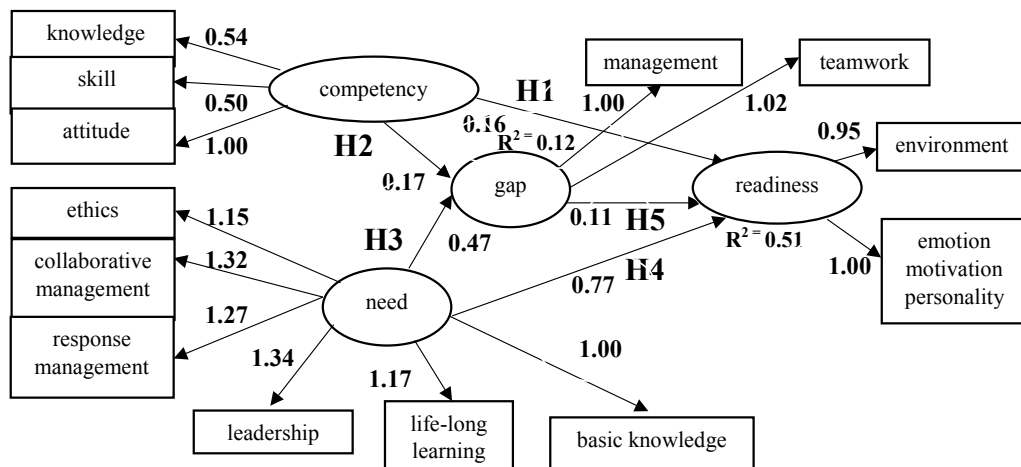 knowledge
0.54
skill
0.50
attitude
1.00
competency
management
1.00
teamwork
1.02
H1
0.16
R² = 0.12
H2
0.17
gap
0.95
environment
readiness
R² = 0.51
0.11
H5
1.00
emotion
motivation
personality
ethics
1.15
H3
0.47
collaborative
management
1.32
need
0.77
H4
response
management
1.27
1.34
leadership
1.17
life-long
learning
1.00
basic knowledge